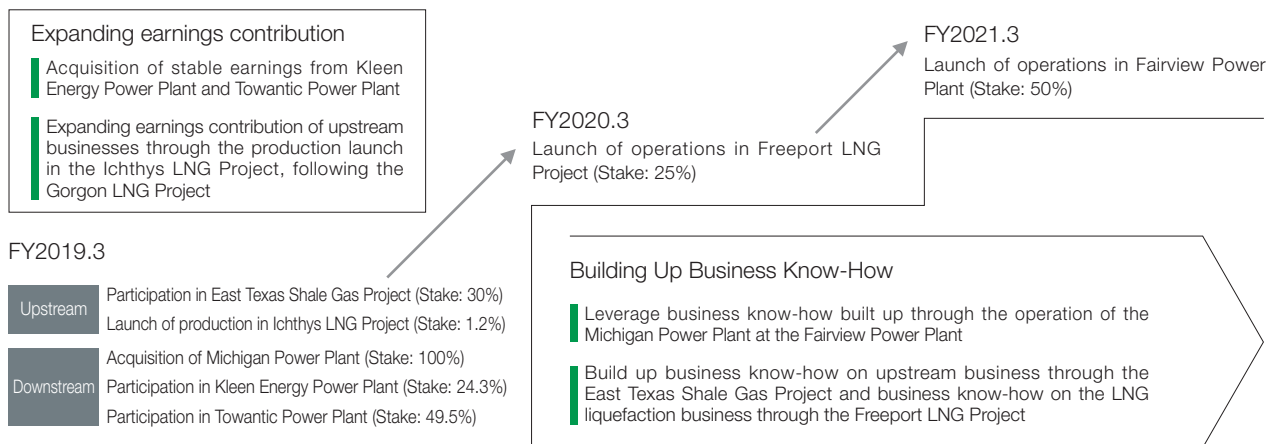 Expanding earnings contribution
Acquisition of stable earnings from Kleen
Energy Power Plant and Towantic Power Plant
Expanding earnings contribution of upstream
businesses through the production launch
in the Ichthys LNG Project, following the
Gorgon LNG Project
FY2019.3
Upstream
Participation in East Texas Shale Gas Project (Stake: 30%)
Launch of production in Ichthys LNG Project (Stake: 1.2%)
Downstream
Acquisition of Michigan Power Plant (Stake: 100%)
Participation in Kleen Energy Power Plant (Stake: 24.3%)
Participation in Towantic Power Plant (Stake: 49.5%)
FY2020.3
Launch of operations in Freeport LNG
Project (Stake: 25%)
FY2021.3
Launch of operations in Fairview Power
Plant (Stake: 50%)
Building Up Business Know-How
Leverage business know-how built up through the operation of the
Michigan Power Plant at the Fairview Power Plant
Build up business know-how on upstream business through the
East Texas Shale Gas Project and business know-how on the LNG
liquefaction business through the Freeport LNG Project